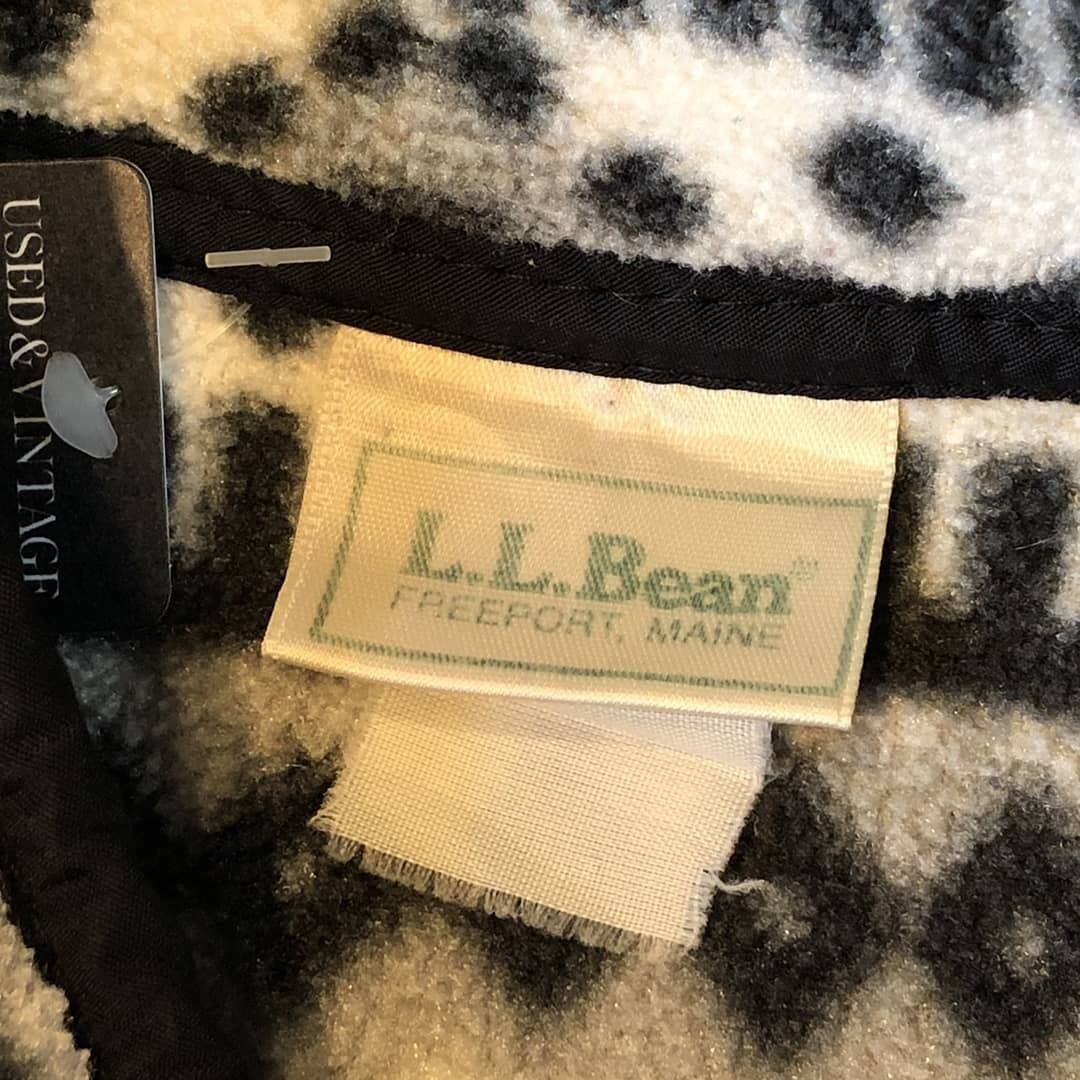 USED&VINTAGE
L.L.Bean®
FREEPORT, MAINE